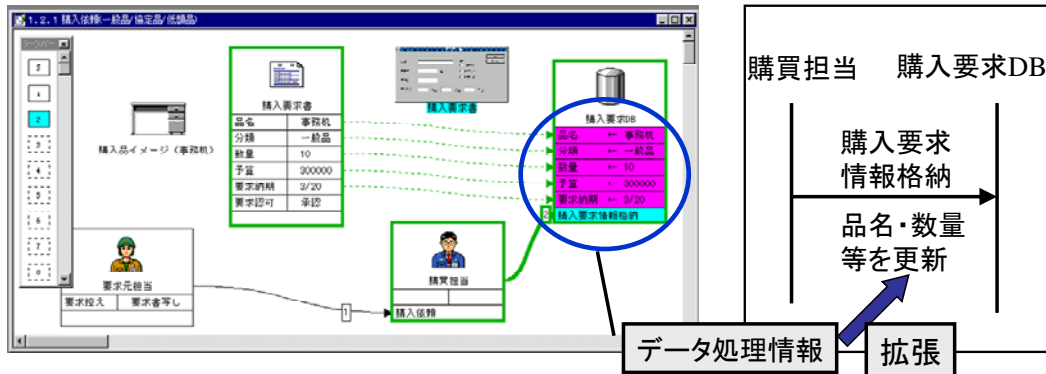 1.2.1 購入依頼(一般品/協定品/低額品)
購入品イメージ(事務机)
購入要求書
品名 事務机
分類 一般品
数量 10
予算 300000
要求納期 3/20
要求認可 承認
購入要求書
購入要求DB
品名 ← 事務机
分類 ← 一般品
数量 ← 10
予算 ← 300000
要求納期 ← 3/20
2 購入要求情報格納
要求元担当
要求控え 要求書写し
1
購買担当
購入依頼
2
3
4
5
6
7
データ処理情報
拡張
購買担当 購入要求DB
購入要求
情報格納
品名・数量
等を更新